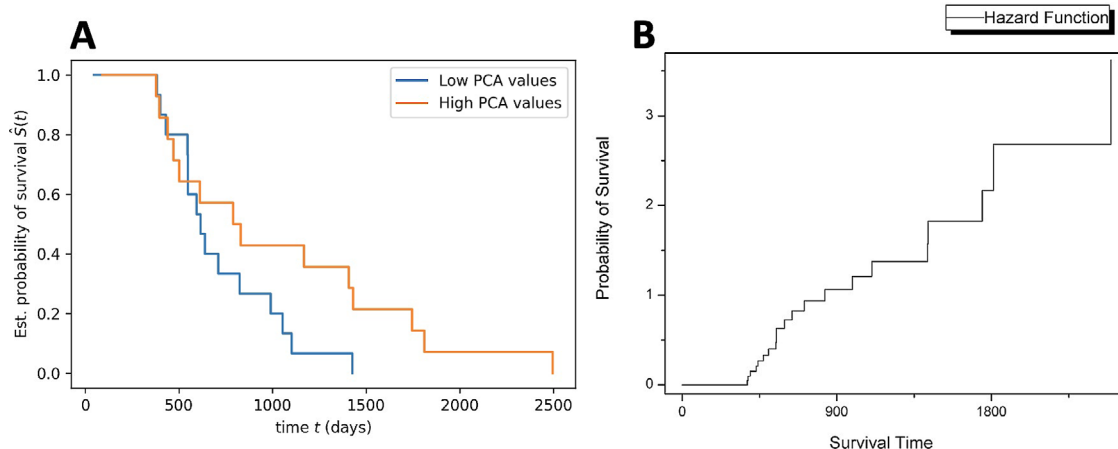 A
Low PCA values
High PCA values
1.0
0.8
0.6
0.4
0.2
0.0
Est. probability of survival Ŝ(t)
0 500 1000 1500 2000 2500
time t (days)
B
Hazard Function
3
2
1
0
Probability of Survival
0 900 1800
Survival Time